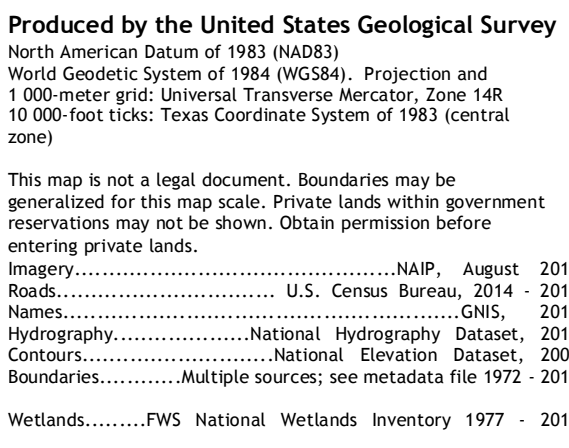 Produced by the United States Geological Survey
North American Datum of 1983 (NAD83)
World Geodetic System of 1984 (WGS84).  Projection and
1 000-meter grid: Universal Transverse Mercator, Zone 14R
10 000-foot ticks: Texas Coordinate System of 1983 (central
zone)

This map is not a legal document. Boundaries may be
generalized for this map scale. Private lands within government
reservations may not be shown. Obtain permission before
entering private lands.
Imagery..............................................NAIP, August 201
Roads............................... U.S. Census Bureau, 2014 - 201
Names.........................................................GNIS, 201
Hydrography....................National Hydrography Dataset, 201
Contours...........................National Elevation Dataset, 200
Boundaries............Multiple sources; see metadata file 1972 - 201

Wetlands.........FWS National Wetlands Inventory 1977 - 201